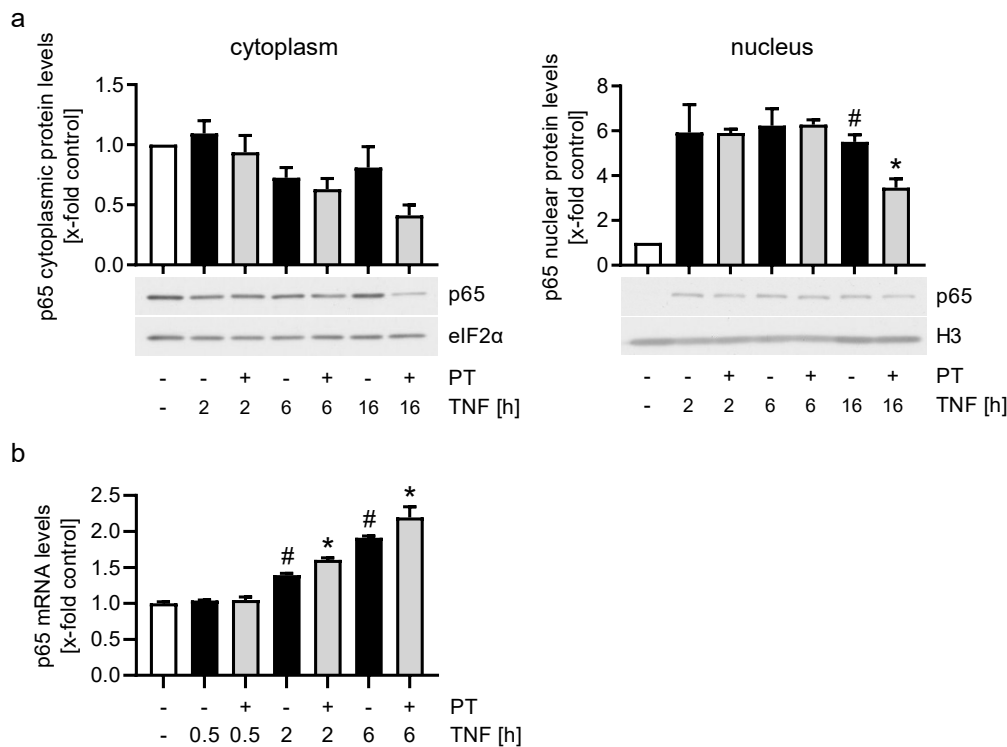 a
cytoplasm
p65 cytoplasmic protein levels
[x-fold control]
1.5
1.0
0.5
0.0
p65
eIF2α
- - + - + - + PT
- 2 2 6 6 16 16 TNF [h]
nucleus
p65 nuclear protein levels
[x-fold control]
8
6
4
2
0
#
*
p65
H3
- - + - + - + PT
- 2 2 6 6 16 16 TNF [h]
b
p65 mRNA levels
[x-fold control]
2.5
2.0
1.5
1.0
0.5
0.0
# * # *
- - + - + - + PT
- 0.5 0.5 2 2 6 6 TNF [h]